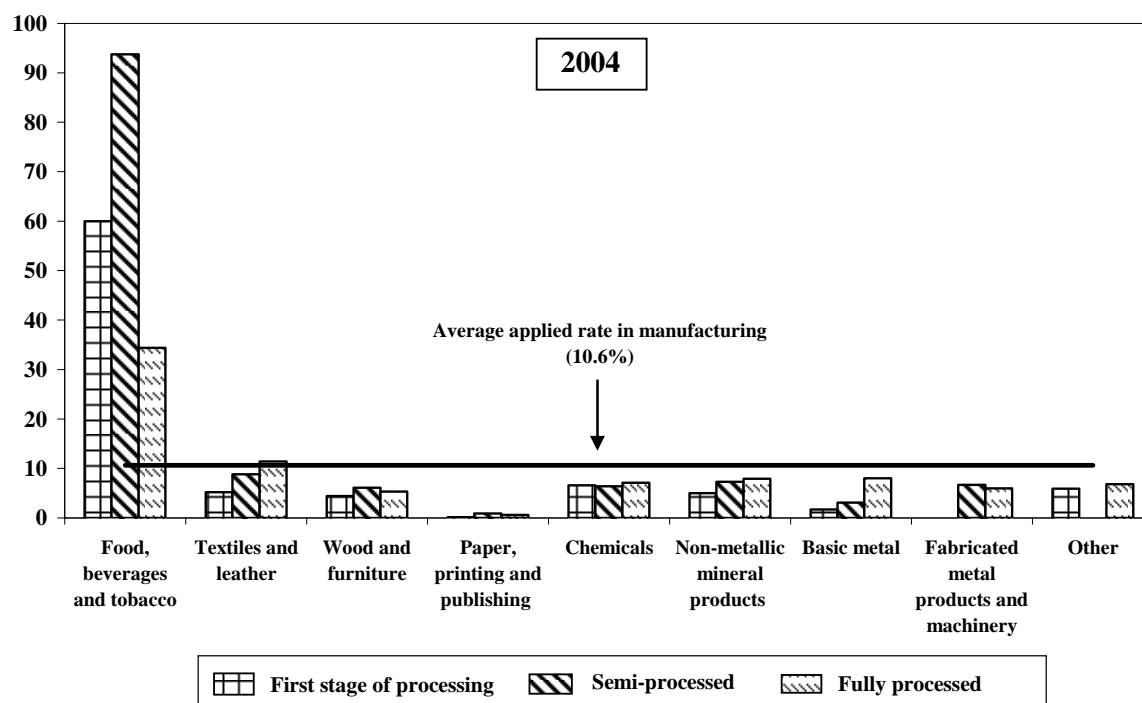 2004
100
90
80
70
60
50
40
30
20
10
0
Average applied rate in manufacturing
(10.6%)
Food,
beverages
and tobacco
Textiles and
leather
Wood and
furniture
Paper,
printing and
publishing
Chemicals
Non-metallic
mineral
products
Basic metal
Fabricated
metal
products and
machinery
Other
First stage of processing
Semi-processed
Fully processed